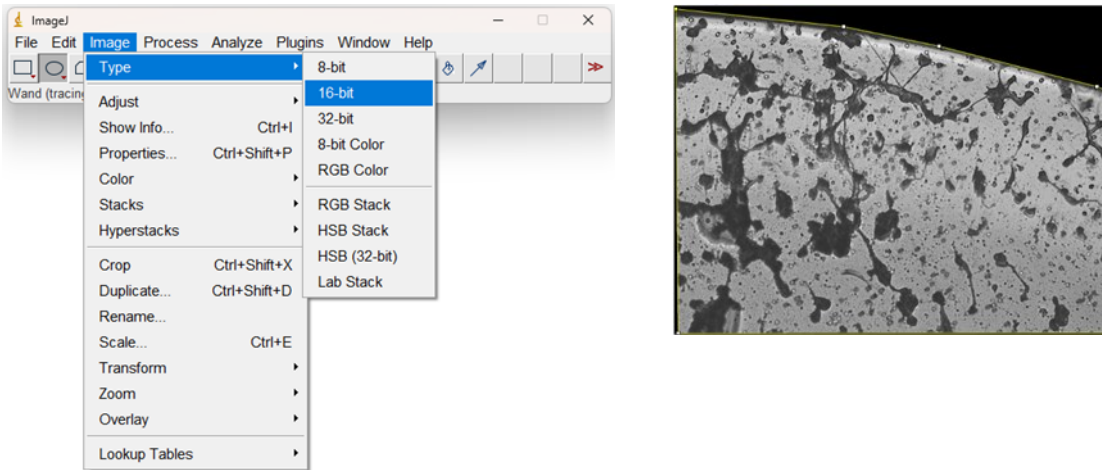 ImageJ
File Edit Image Process Analyze Plugins Window Help
Wand (tracing
Type
Adjust
Show Info... Ctrl+I
Properties... Ctrl+Shift+P
Color
Stacks
Hyperstacks
Crop Ctrl+Shift+X
Duplicate... Ctrl+Shift+D
Rename...
Scale... Ctrl+E
Transform
Zoom
Overlay
Lookup Tables
8-bit
16-bit
32-bit
8-bit Color
RGB Color
RGB Stack
HSB Stack
HSB (32-bit)
Lab Stack